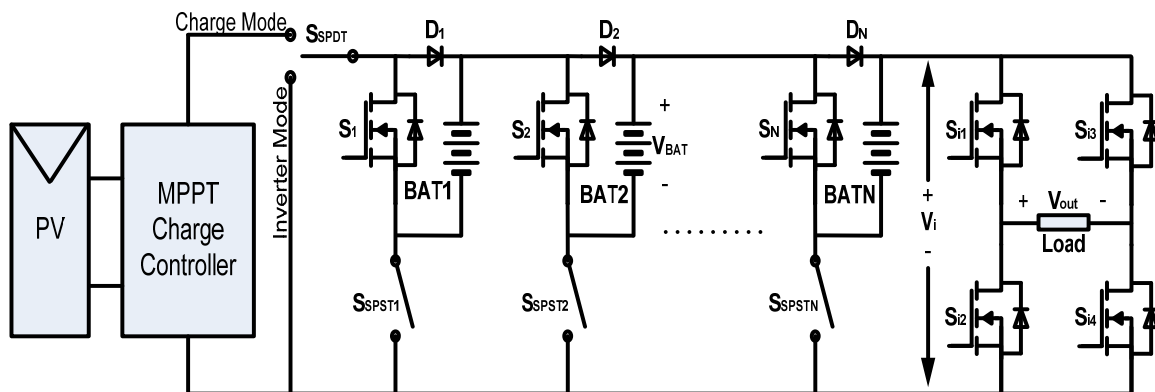 Charge Mode
SSPDT
D1
D2
DN
Inverter Mode
S1
S2
SN
Si1
Si3
+
VBAT
-
BAT1
BAT2
BATN
PV
MPPT
Charge
Controller
.........
+
Vi
-
+ Vout -
Load
SSPST1
SSPST2
SSPSTN
Si2
Si4